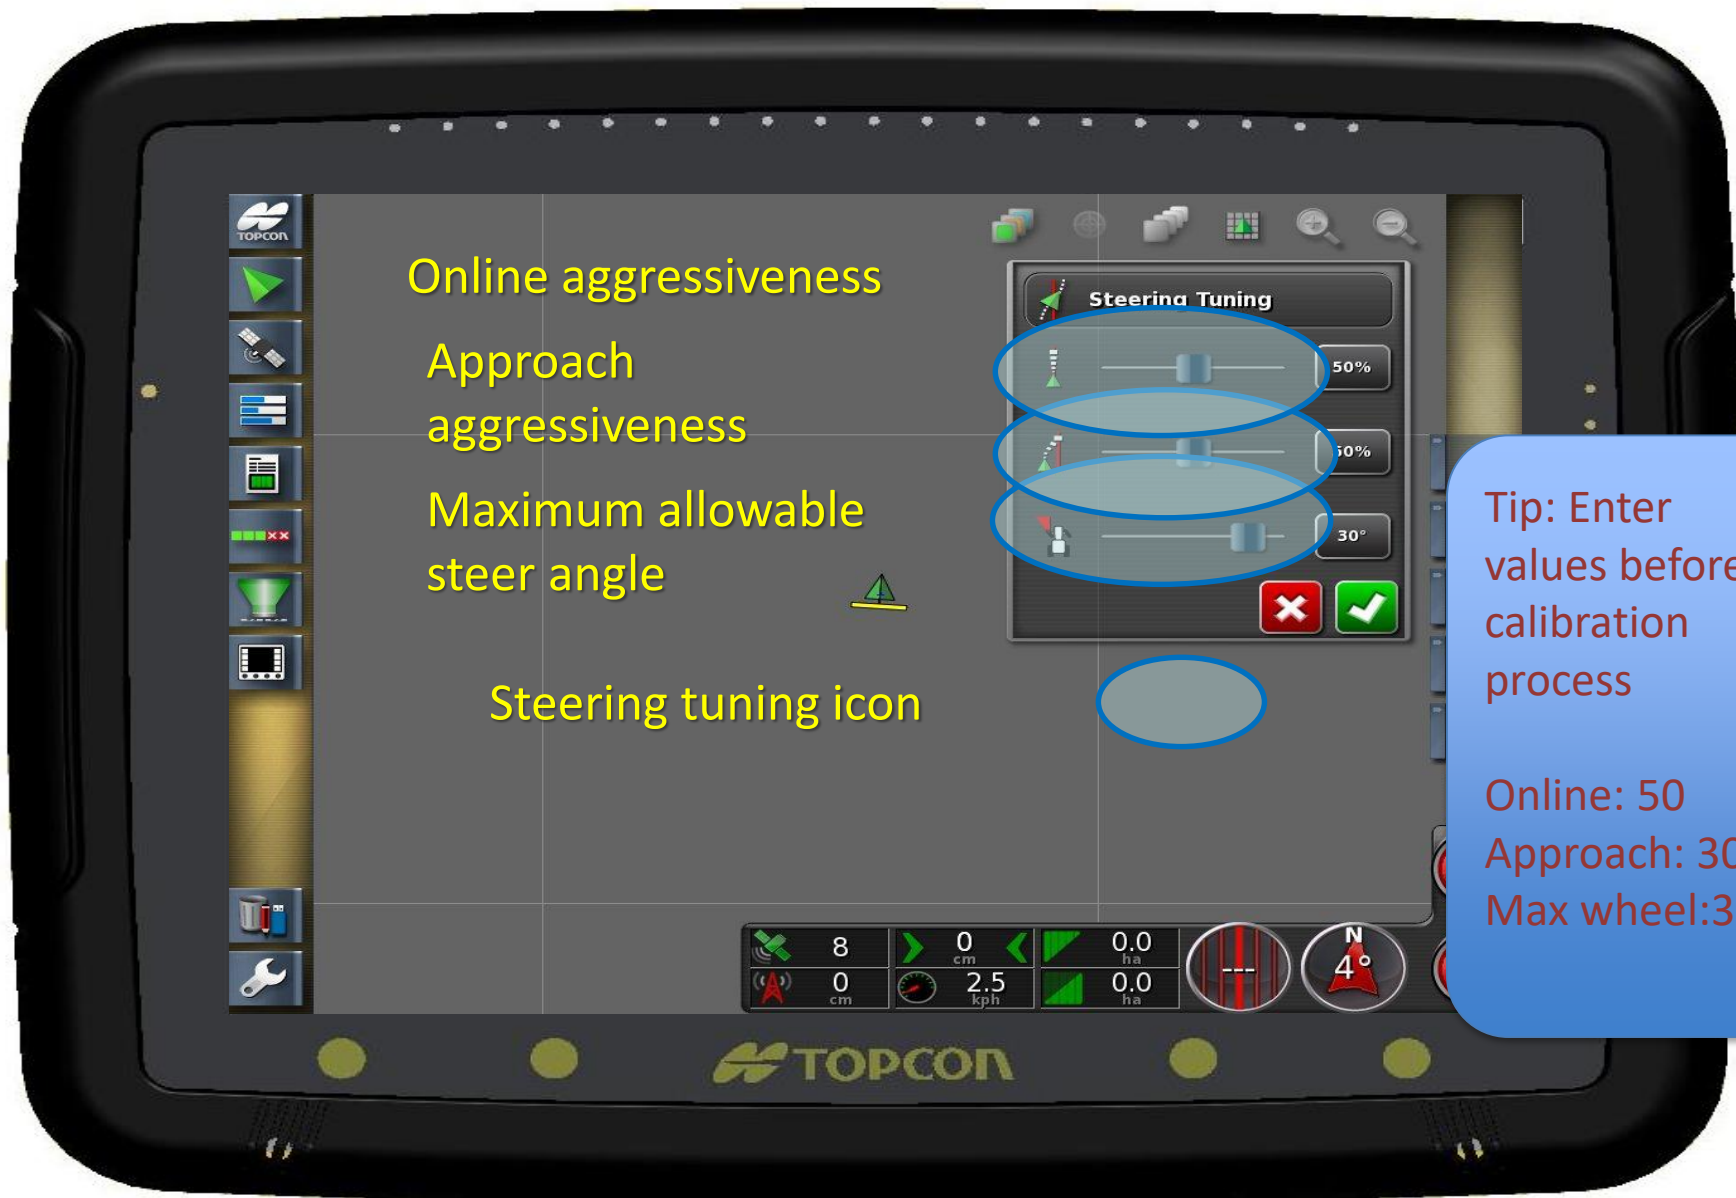 TOPCON
Online aggressiveness
Approach
aggressiveness
Maximum allowable
steer angle
Steering tuning icon
Steering Tuning
50%
50%
30°
Tip: Enter
values before
calibration
process
Online: 50
Approach: 30
Max wheel:3
8
0
cm
0
cm
2.5
kph
0.0
ha
0.0
ha
---
N
4°
TOPCON